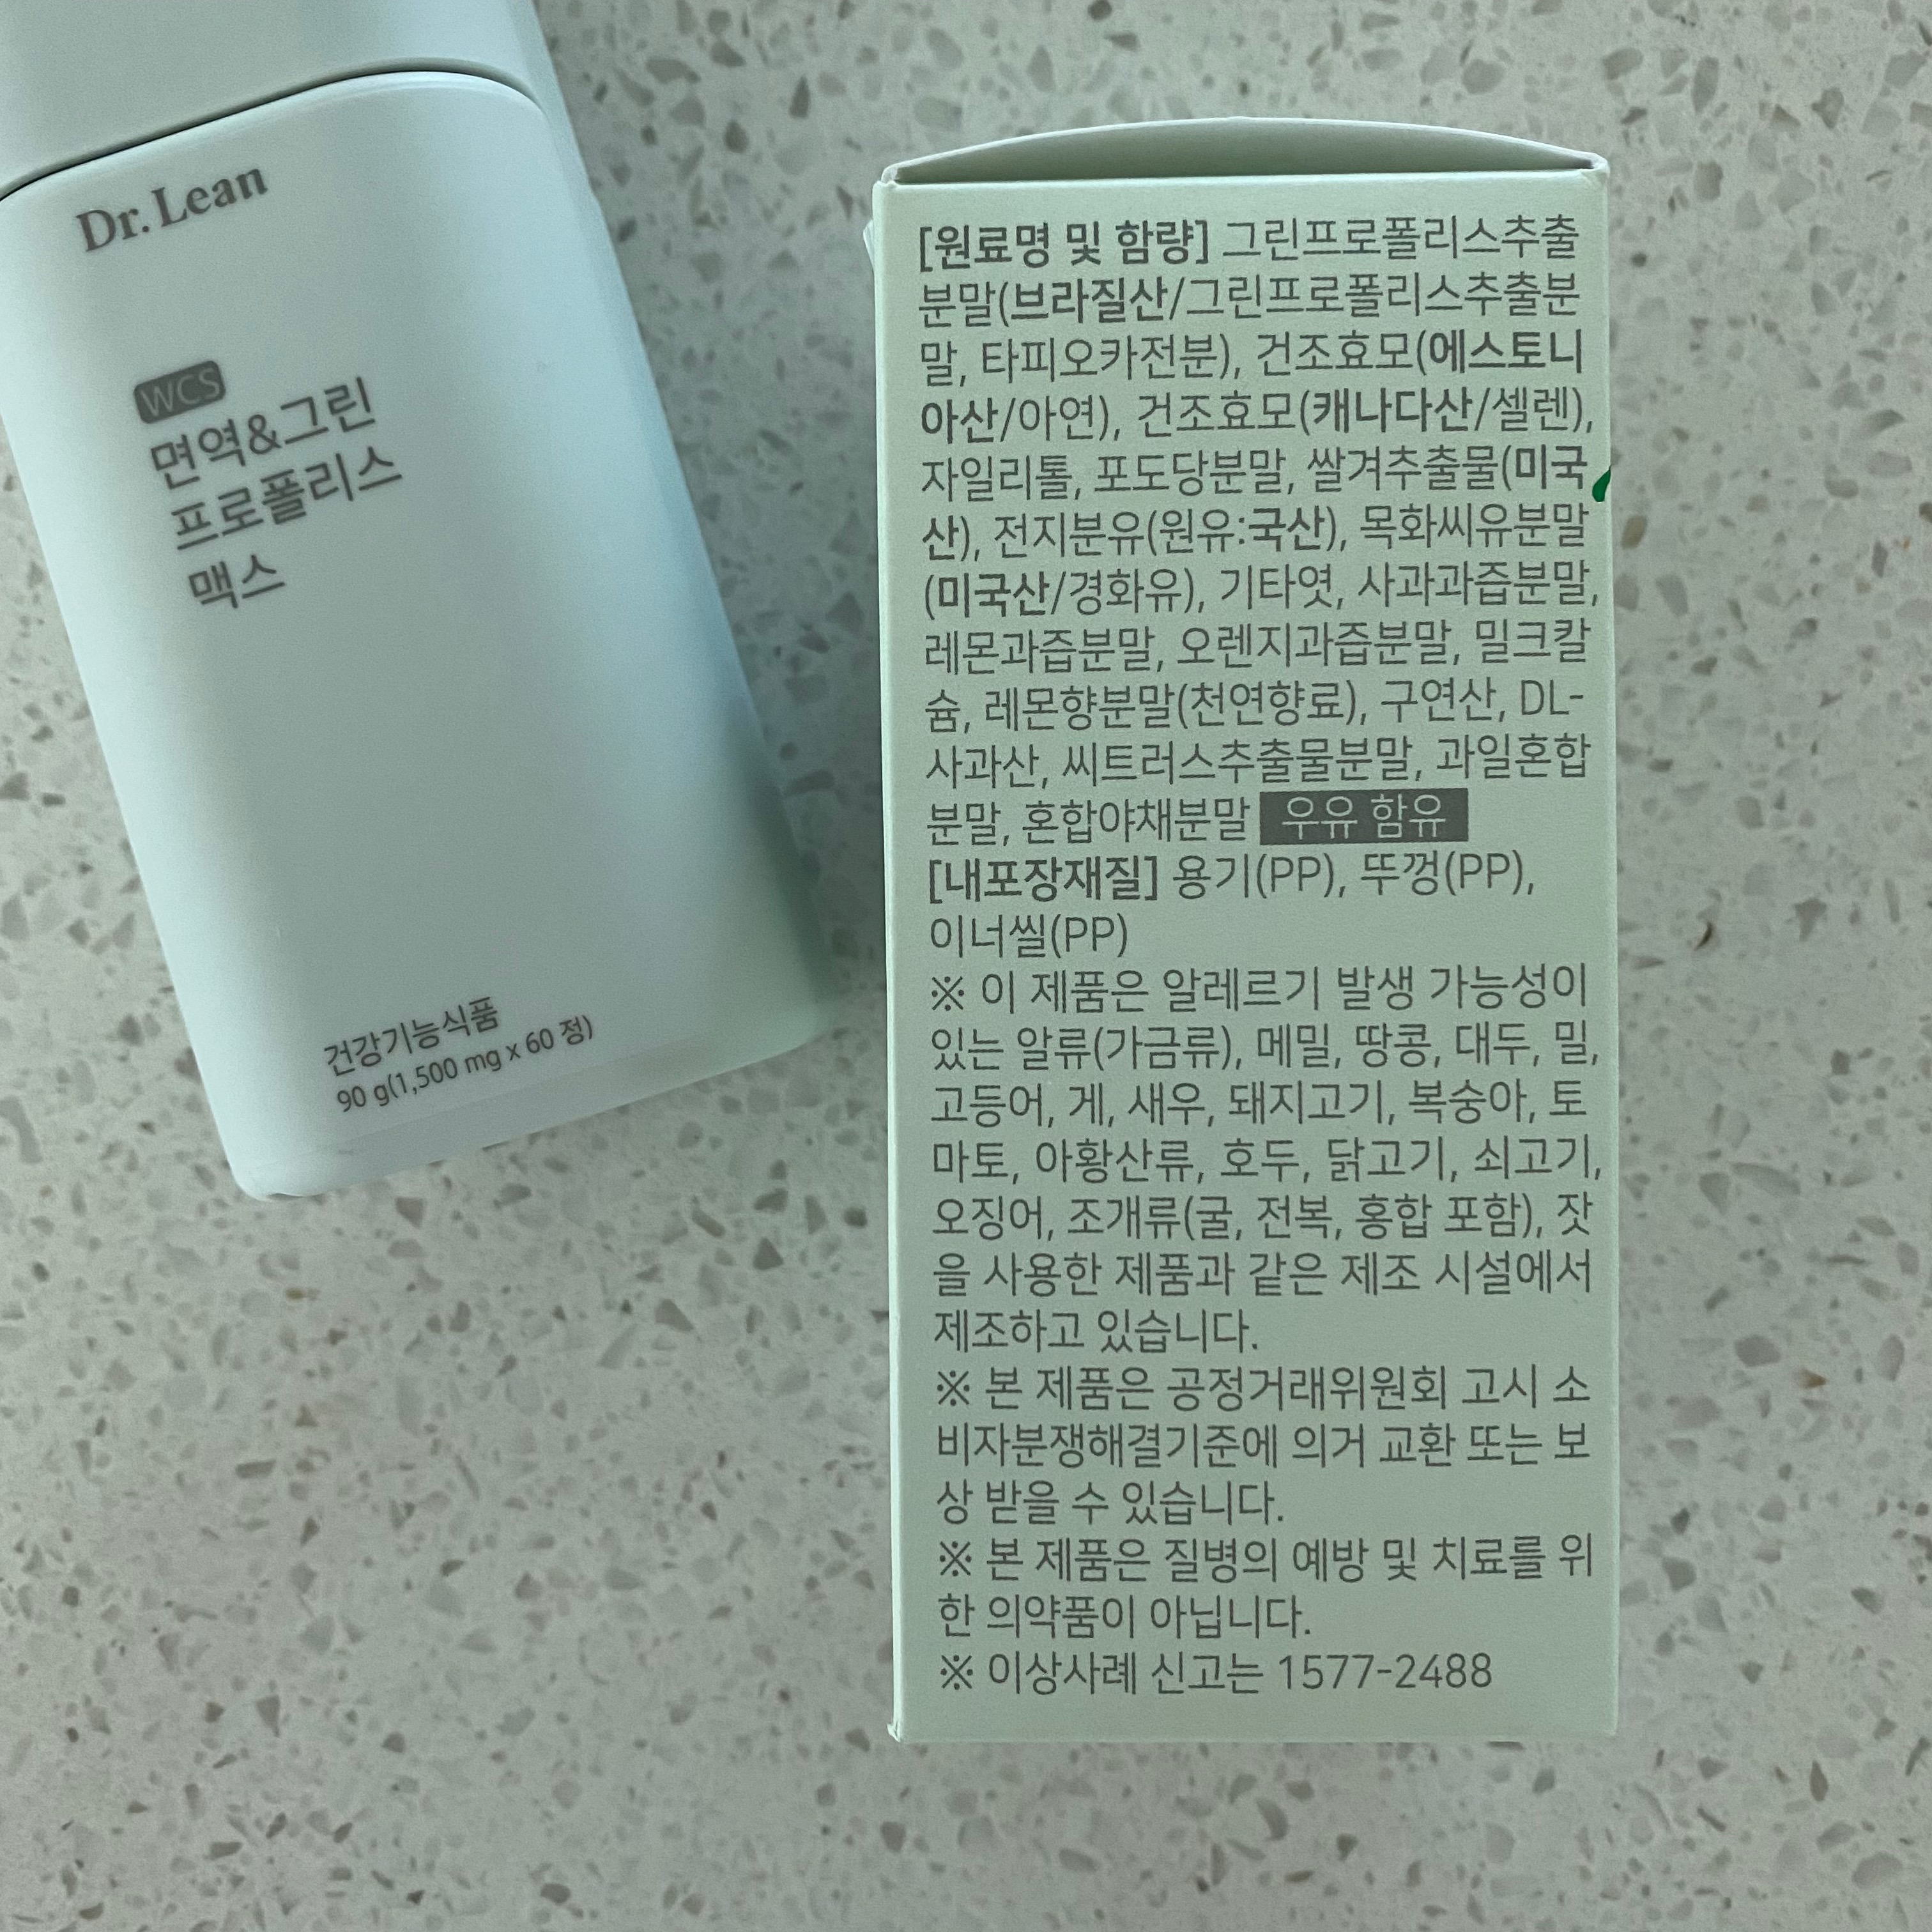 Dr.Lean
WCS
면역&그린
프로폴리스
맥스
건강기능식품
90 g(1,500 mg x 60 정)
[원료명 및 함량] 그린프로폴리스추출
분말(브라질산/그린프로폴리스추출분
말, 타피오카전분), 건조효모(에스토니
아산/아연), 건조효모(캐나다산/셀렌),
자일리톨, 포도당분말, 쌀겨추출물(미국
산), 전지분유(원유:국산), 목화씨유분말
(미국산/경화유), 기타엿, 사과과즙분말,
레몬과즙분말, 오렌지과즙분말, 밀크칼
슘, 레몬향분말(천연향료), 구연산, DL-
사과산, 씨트러스추출물분말, 과일혼합
분말, 혼합야채분말 우유 함유
[내포장재질] 용기(PP), 뚜껑(PP),
이너씰(PP)
※ 이 제품은 알레르기 발생 가능성이
있는 알류(가금류), 메밀, 땅콩, 대두, 밀,
고등어, 게, 새우, 돼지고기, 복숭아, 토
마토, 아황산류, 호두, 닭고기, 쇠고기,
오징어, 조개류(굴, 전복, 홍합 포함), 잣
을 사용한 제품과 같은 제조 시설에서
제조하고 있습니다.
※ 본 제품은 공정거래위원회 고시 소
비자분쟁해결기준에 의거 교환 또는 보
상 받을 수 있습니다.
※ 본 제품은 질병의 예방 및 치료를 위
한 의약품이 아닙니다.
※ 이상사례 신고는 1577-2488